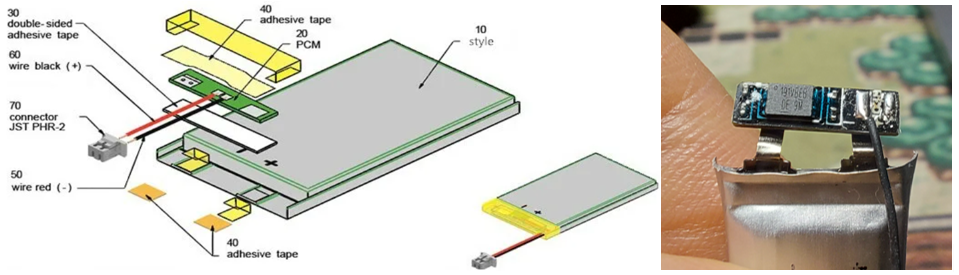 30
double-sided
adhesive tape
60
wire black (+)
70
connector
JST PHR-2
50
wire red (-)
40
adhesive tape
20
PCM
10
style
+
40
adhesive tape
- +